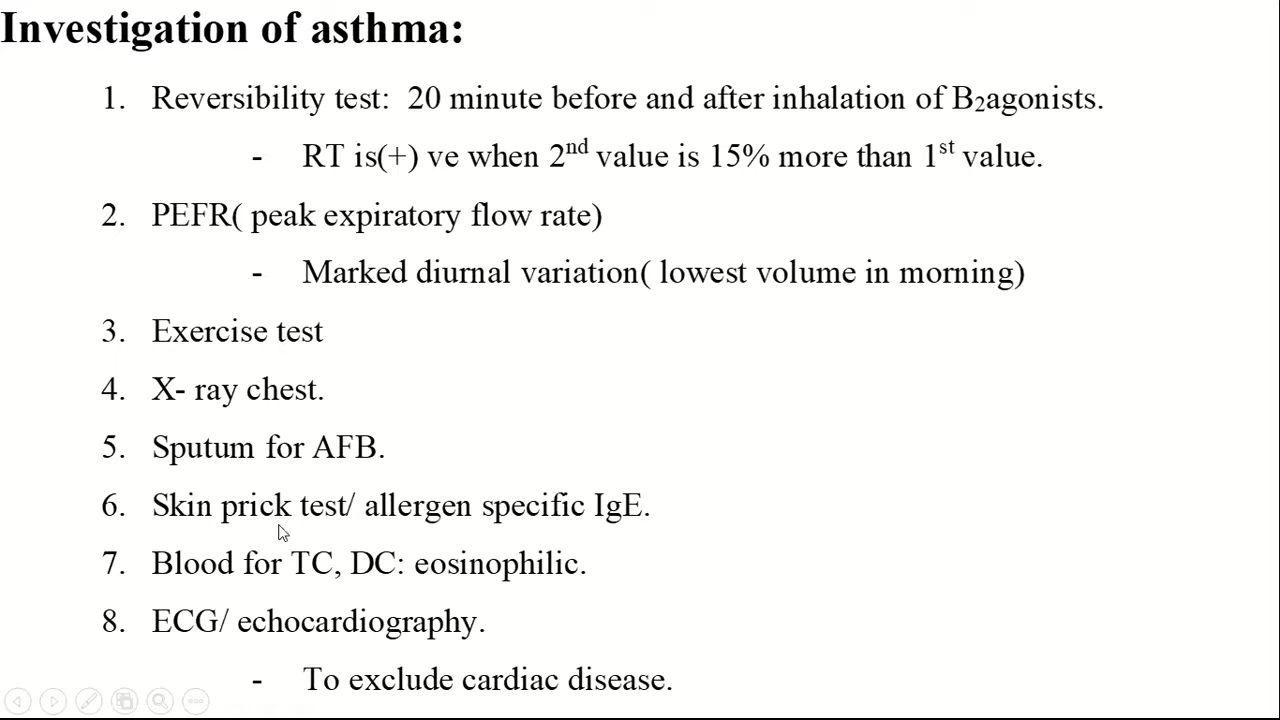 Investigation of asthma:
1. Reversibility test: 20 minute before and after inhalation of B₂agonists.
- RT is(+) ve when 2nd value is 15% more than 1st value.
2. PEFR( peak expiratory flow rate)
- Marked diurnal variation( lowest volume in morning)
3. Exercise test
4. X- ray chest.
5. Sputum for AFB.
6. Skin prick test/ allergen specific IgE.
7. Blood for TC, DC: eosinophilic.
8. ECG/ echocardiography.
- To exclude cardiac disease.